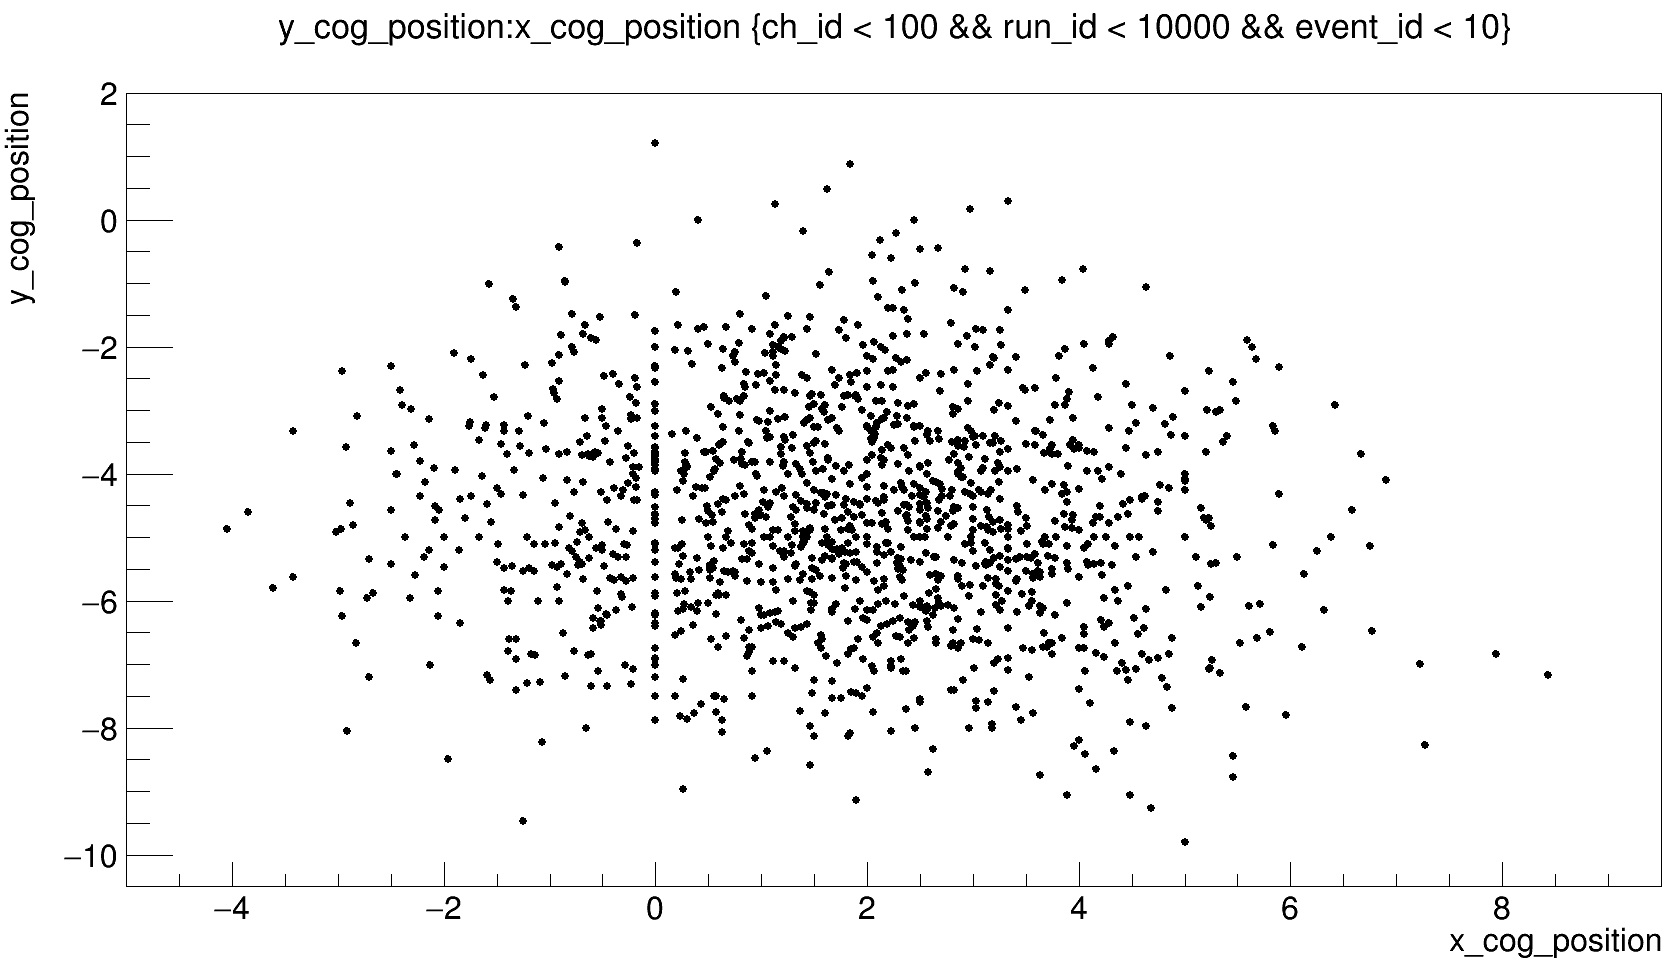 y_cog_position:x_cog_position {ch_id < 100 && run_id < 10000 && event_id < 10}
y_cog_position
2
0
−2
−4
−6
−8
−10
−4 −2 0 2 4 6 8
x_cog_position